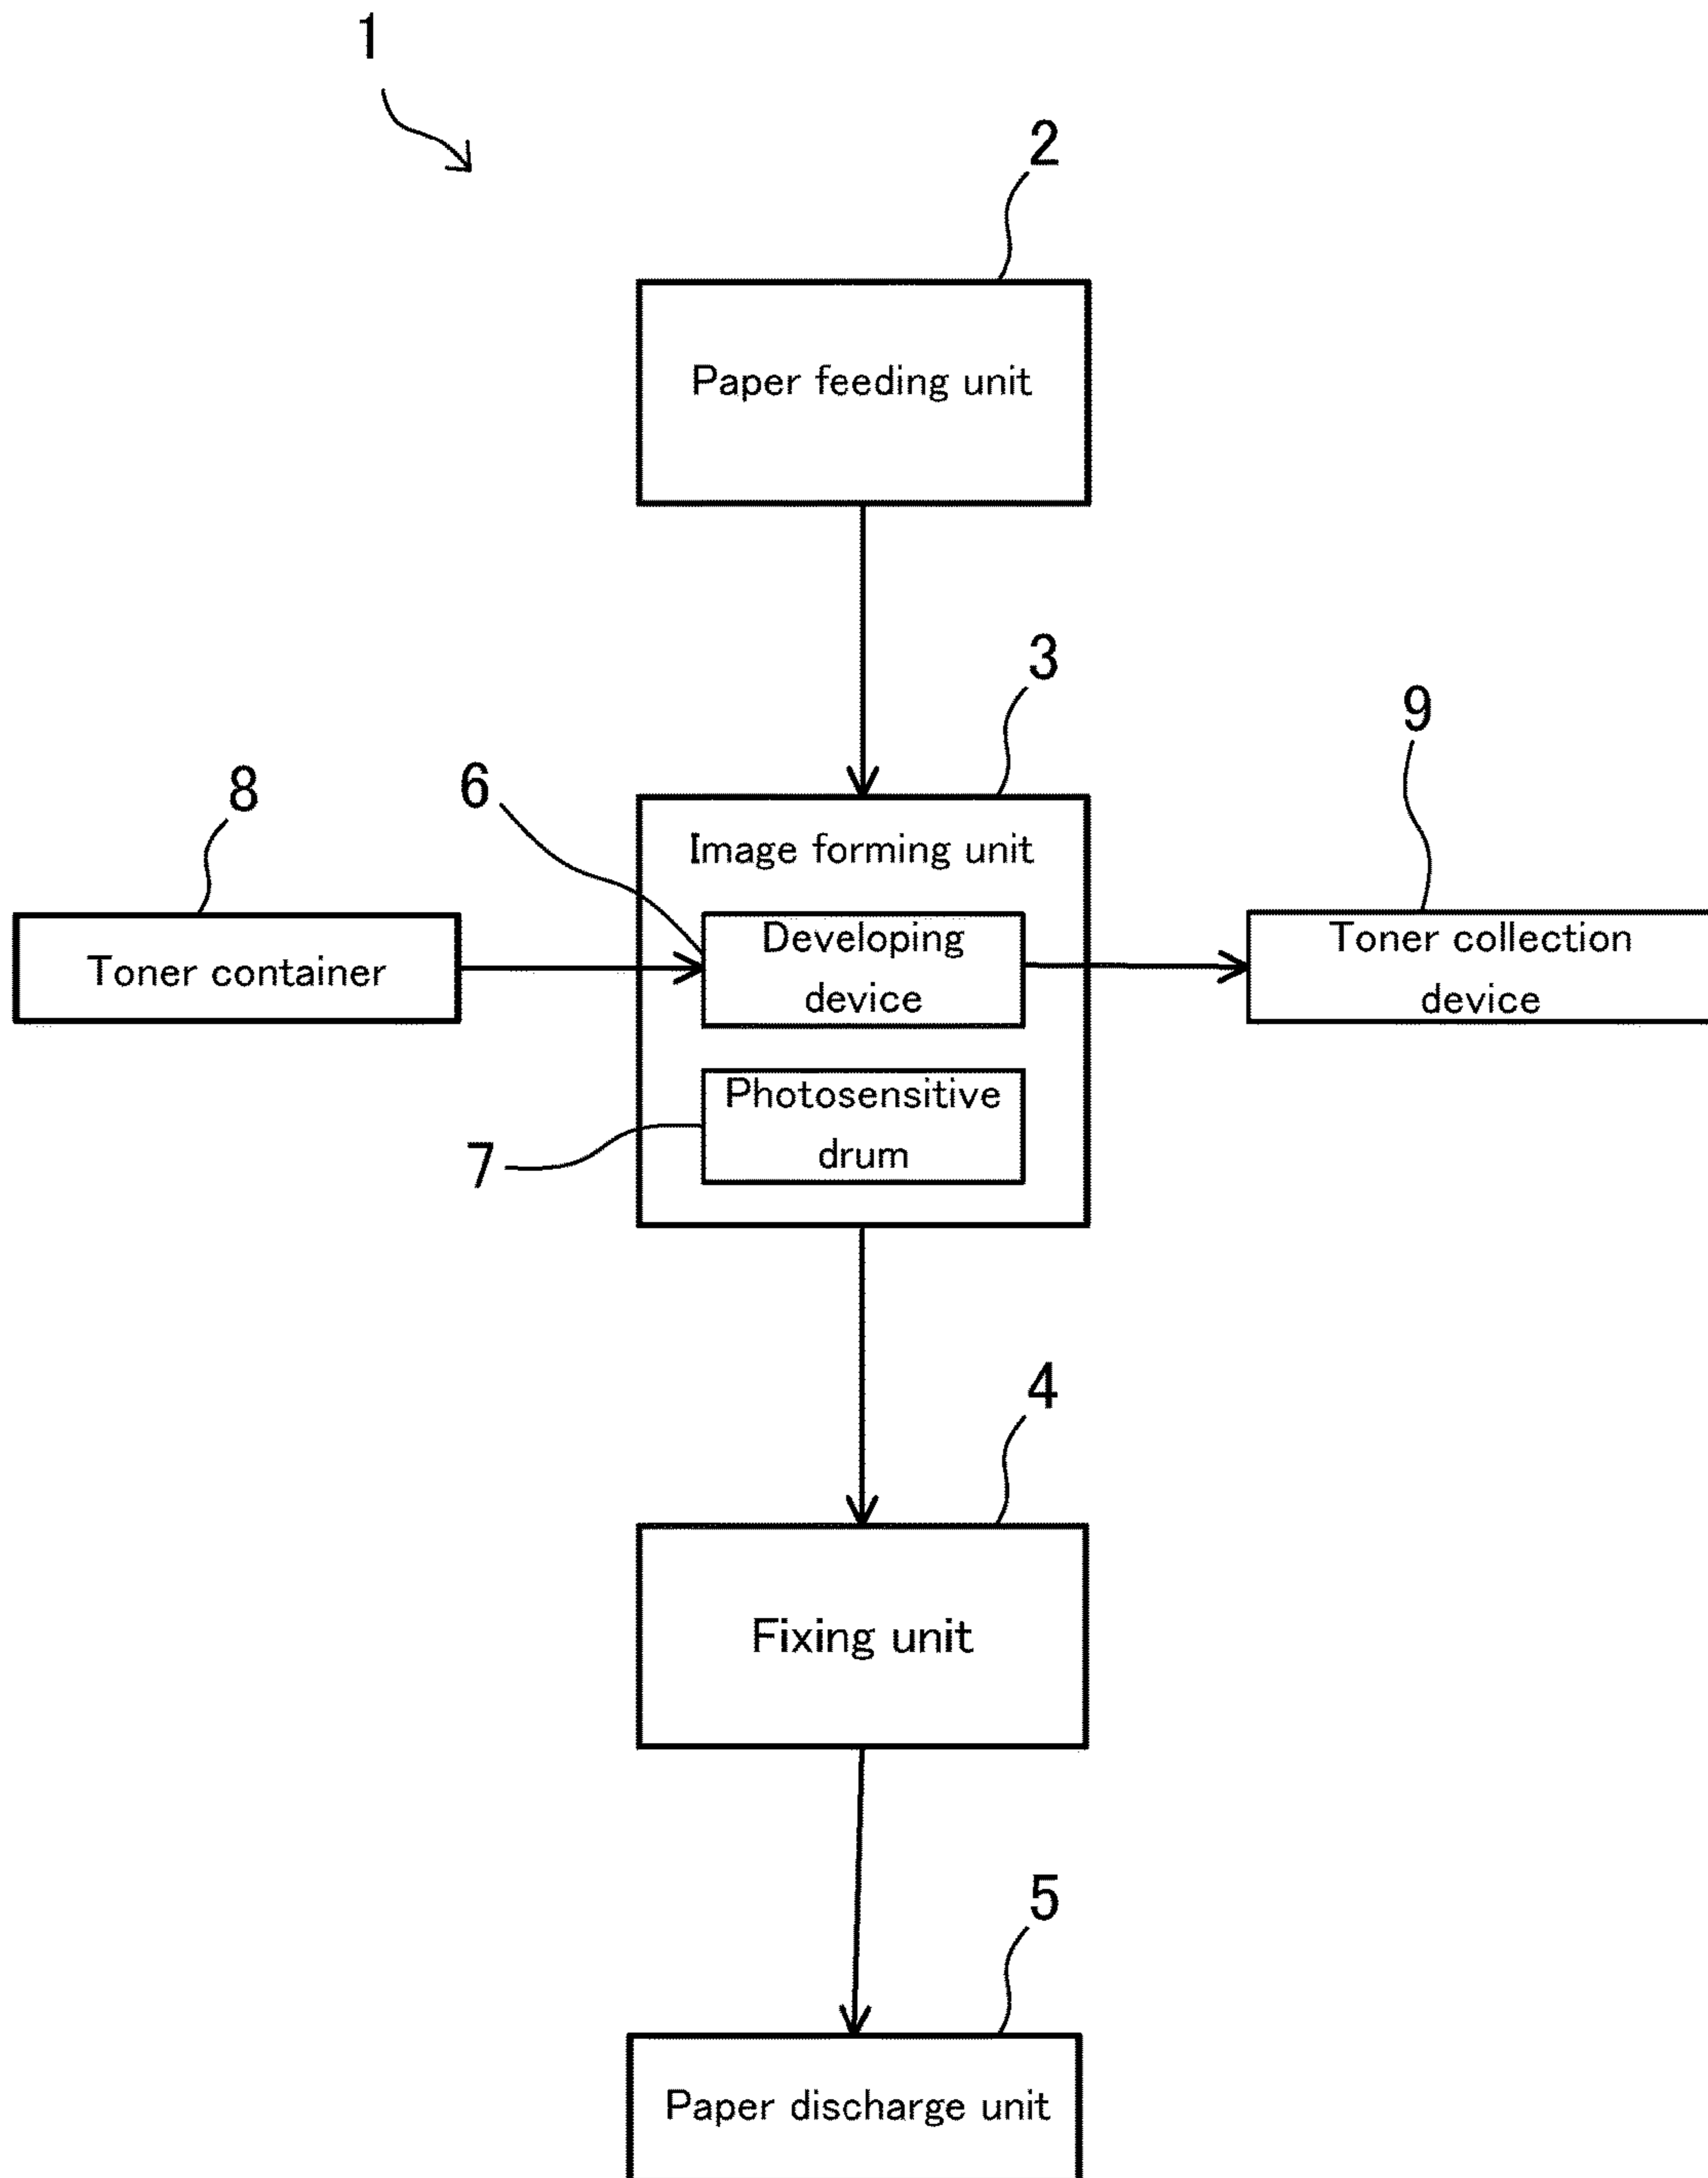 1
2
Paper feeding unit
3
9
8
6
Image forming unit
Toner container
Developing
device
Toner collection
device
Photosensitive
drum
7
4
Fixing unit
5
Paper discharge unit